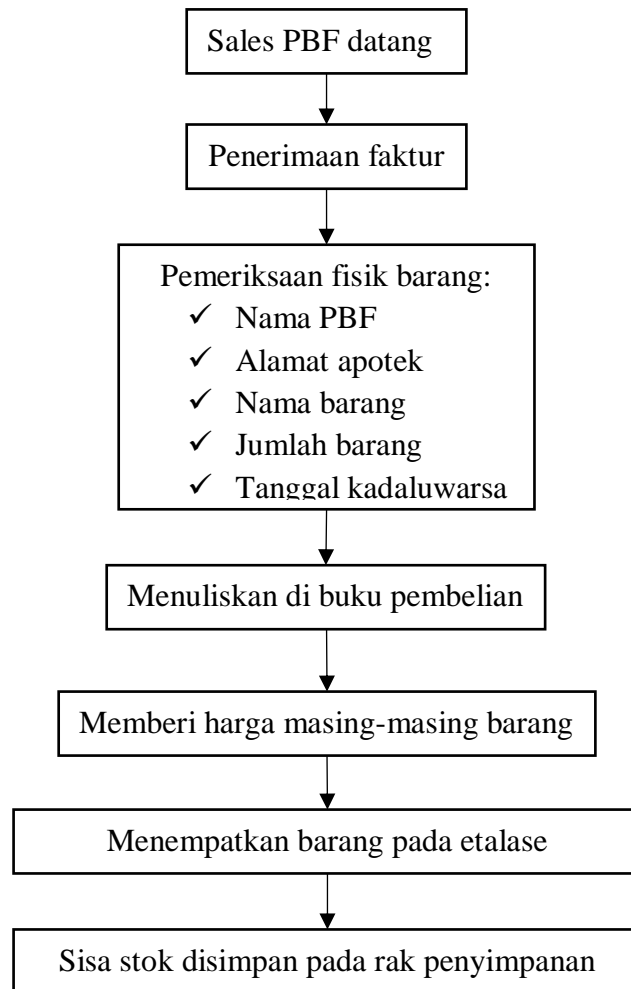 Sales PBF datang
Penerimaan faktur
Pemeriksaan fisik barang:
✓ Nama PBF
✓ Alamat apotek
✓ Nama barang
✓ Jumlah barang
✓ Tanggal kadaluwarsa
Menuliskan di buku pembelian
Memberi harga masing-masing barang
Menempatkan barang pada etalase
Sisa stok disimpan pada rak penyimpanan